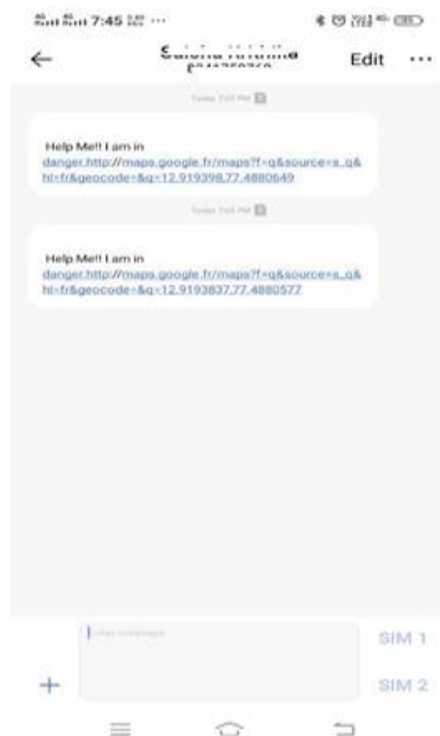 7:45
Edit
Help Me!! I am in
danger.http://maps.google.fr/maps?f=q&source=s_q&
hl=fr&geocode=&q=12.919398,77.4880649
Help Me!! I am in
danger.http://maps.google.fr/maps?f=q&source=s_q&
hl=fr&geocode=&q=12.9193837,77.4880577
Enter message
SIM 1
SIM 2